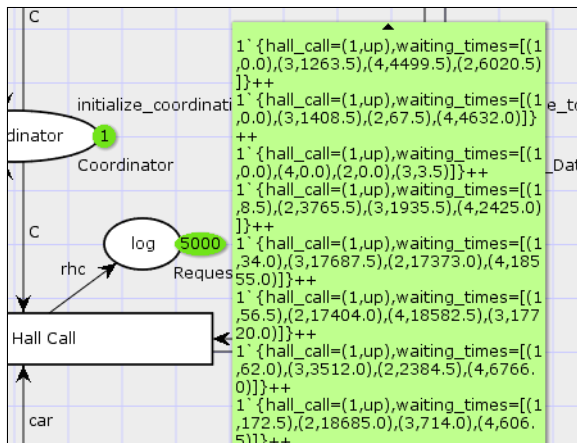 C
initialize_coordinati
dinator
1
Coordinator
C
log
5000
rhc
Reques
Hall Call
car
1`{hall_call=(1,up),waiting_times=[(1
,0.0),(3,1263.5),(4,4499.5),(2,6020.5)
]}++
1`{hall_call=(1,up),waiting_times=[(1
,0.0),(3,1408.5),(2,67.5),(4,4632.0)]}
++
1`{hall_call=(1,up),waiting_times=[(1
,0.0),(4,0.0),(2,0.0),(3,3.5)]}++
1`{hall_call=(1,up),waiting_times=[(1
,8.5),(2,3765.5),(3,1935.5),(4,2425.0)
]}++
1`{hall_call=(1,up),waiting_times=[(1
,34.0),(3,17687.5),(2,17373.0),(4,185
55.0)]}++
1`{hall_call=(1,up),waiting_times=[(1
,56.5),(2,17404.0),(4,18582.5),(3,177
20.0)]}++
1`{hall_call=(1,up),waiting_times=[(1
,62.0),(3,3512.0),(2,2384.5),(4,6766.
0)]}++
1`{hall_call=(1,up),waiting_times=[(1
,172.5),(2,18685.0),(3,714.0),(4,606.
5)]}++
e_to
_Dat